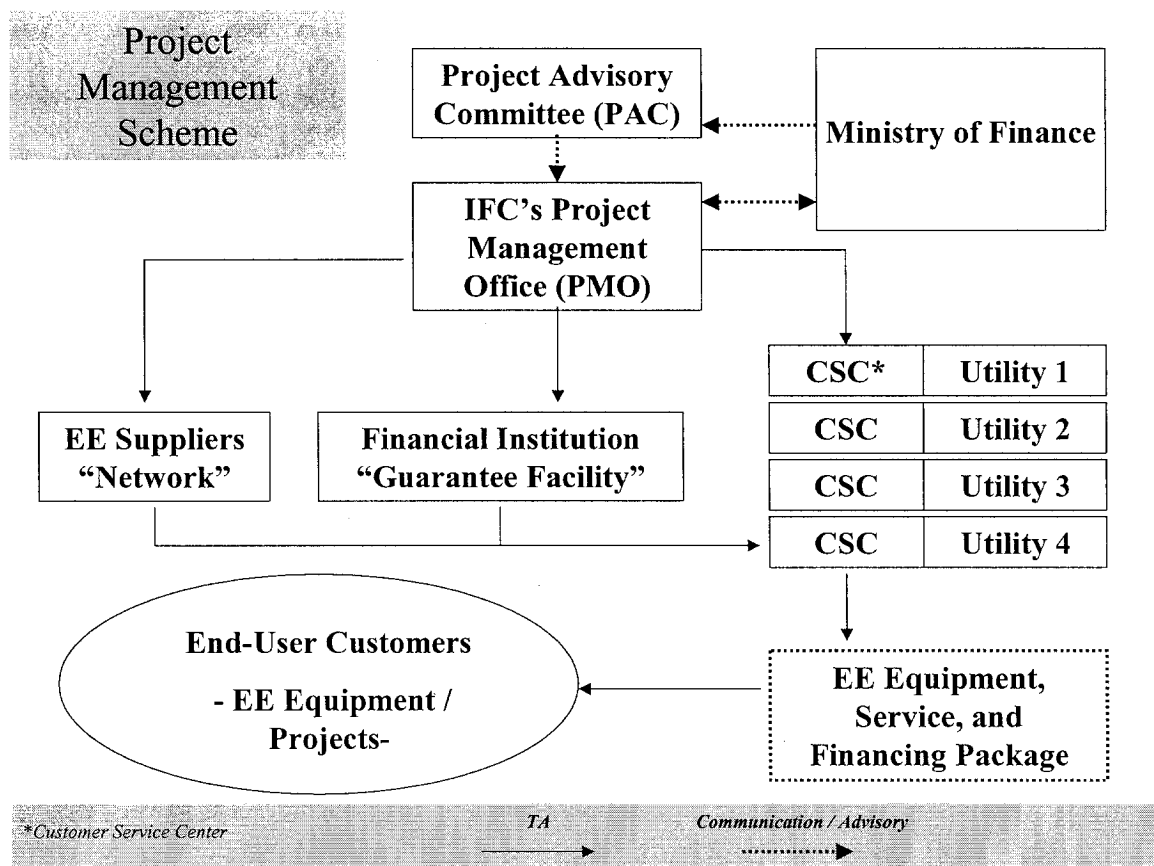 Project
Management
Scheme
Project Advisory
Committee (PAC)
Ministry of Finance
IFC’s Project
Management
Office (PMO)
CSC* Utility 1
CSC Utility 2
CSC Utility 3
CSC Utility 4
EE Suppliers
“Network”
Financial Institution
“Guarantee Facility”
End-User Customers
- EE Equipment /
Projects-
EE Equipment,
Service, and
Financing Package
*Customer Service Center
TA
Communication / Advisory